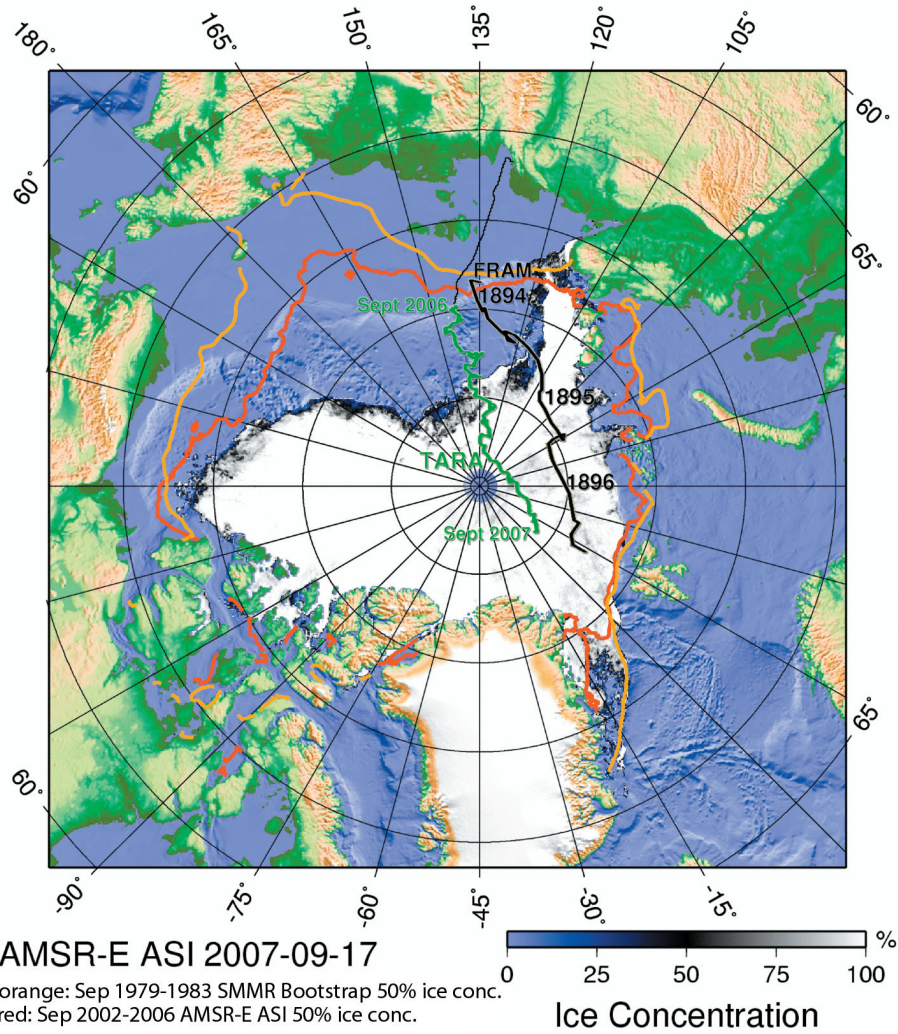 180°
165°
150°
135°
120°
105°
60°
60°
FRAM
1894
Sept 2006
65°
1895
TARA
1896
Sept 2007
65°
60°
-90°
-75°
-60°
-45°
-30°
-15°
AMSR-E ASI 2007-09-17
%
0 25 50 75 100
orange: Sep 1979-1983 SMMR Bootstrap 50% ice conc.
red: Sep 2002-2006 AMSR-E ASI 50% ice conc.
Ice Concentration